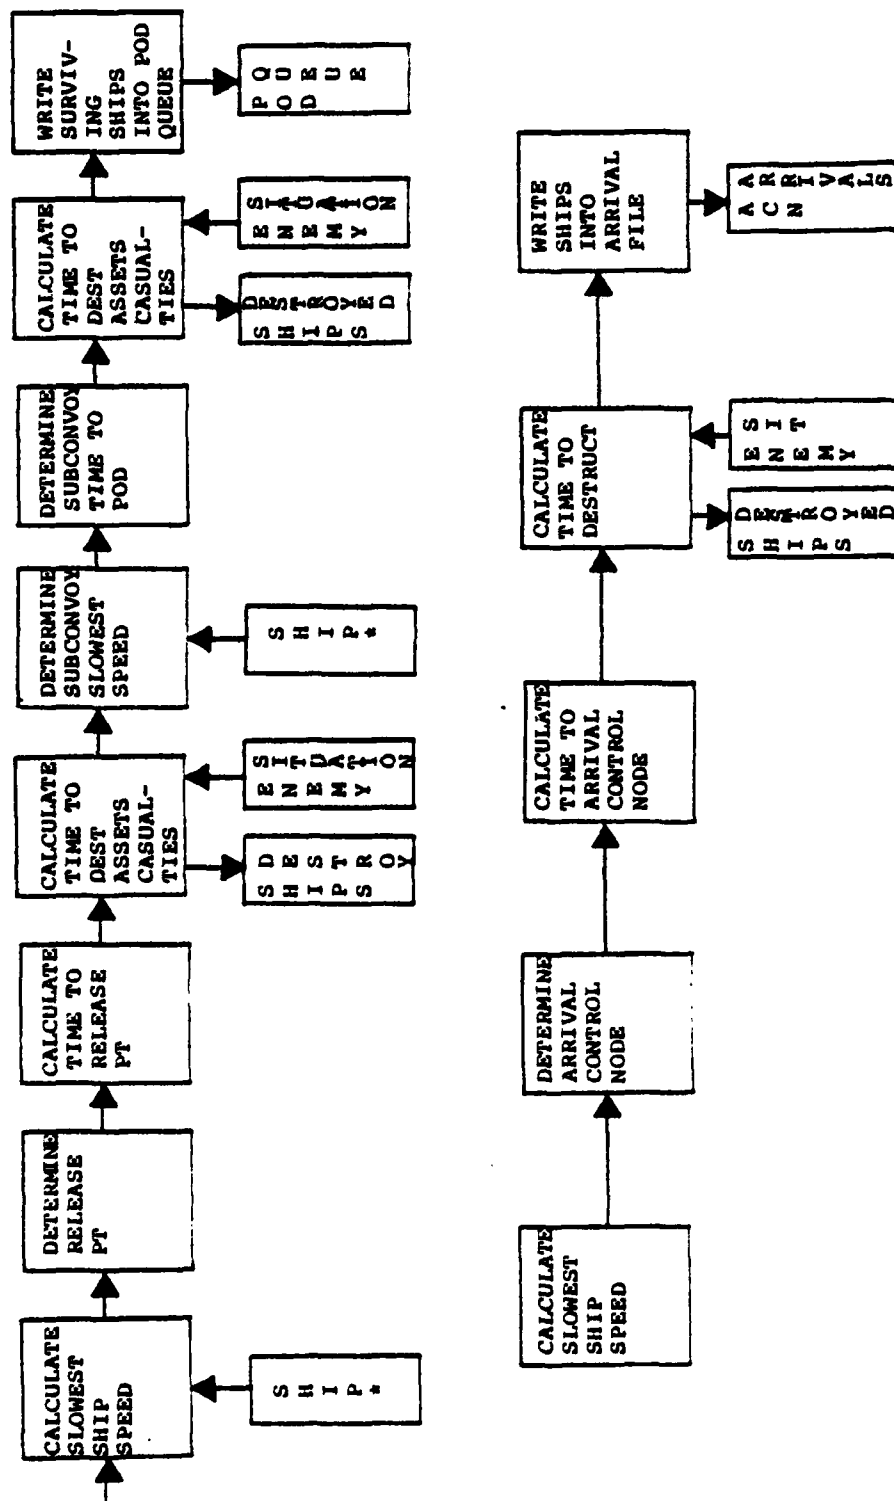 CALCULATE
SLOWEST
SHIP
SPEED
SHIP*
DETERMINE
RELEASE
PT
CALCULATE
TIME TO
RELEASE
PT
CALCULATE
TIME TO
DEST
ASSETS
CASUAL-
TIES
SHIPS
DESTROY
ENEMY
SITUATION
DETERMINE
SUBCONVOY
SLOWEST
SPEED
SHIP*
DETERMINE
SUBCONVOY
TIME TO
POD
CALCULATE
TIME TO
DEST
ASSETS
CASUAL-
TIES
SHIPS
DESTROYED
ENEMY
SITUATION
WRITE
SURVIV-
ING
SHIPS
INTO POD
QUEUE
POD
QUEUE
CALCULATE
SLOWEST
SHIP
SPEED
DETERMINE
ARRIVAL
CONTROL
NODE
CALCULATE
TIME TO
ARRIVAL
CONTROL
NODE
CALCULATE
TIME TO
DESTRUCT
SHIPS
DESTROYED
ENEMY
SIT
WRITE
SHIPS
INTO
ARRIVAL
FILE
ACN
ARRIVALS